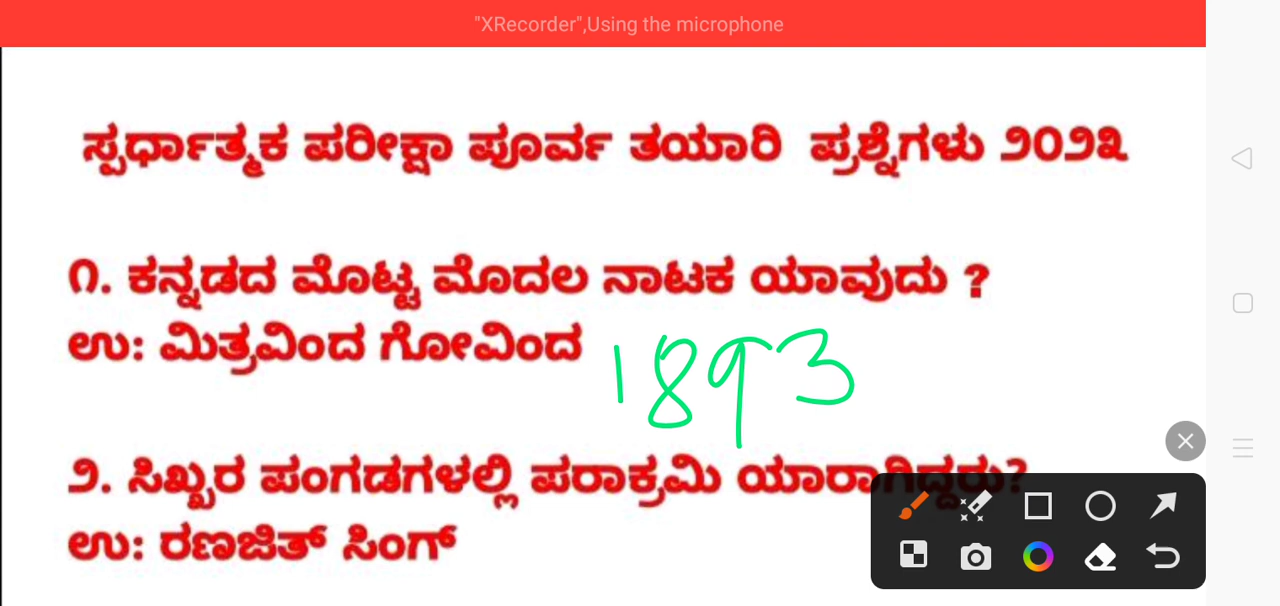 "XRecorder",Using the microphone
ಸ್ಪರ್ಧಾತ್ಮಕ ಪರೀಕ್ಷಾ ಪೂರ್ವ ತಯಾರಿ ಪ್ರಶ್ನೆಗಳು ೨೦೨೩
೧. ಕನ್ನಡದ ಮೊಟ್ಟ ಮೊದಲ ನಾಟಕ ಯಾವುದು ?
ಉ: ಮಿತ್ರವಿಂದ ಗೋವಿಂದ 1893
೨. ಸಿಖ್ಖರ ಪಂಗಡಗಳಲ್ಲಿ ಪರಾಕ್ರಮಿ ಯಾರಾಗಿದ್ದರು?
ಉ: ರಣಜಿತ್ ಸಿಂಗ್